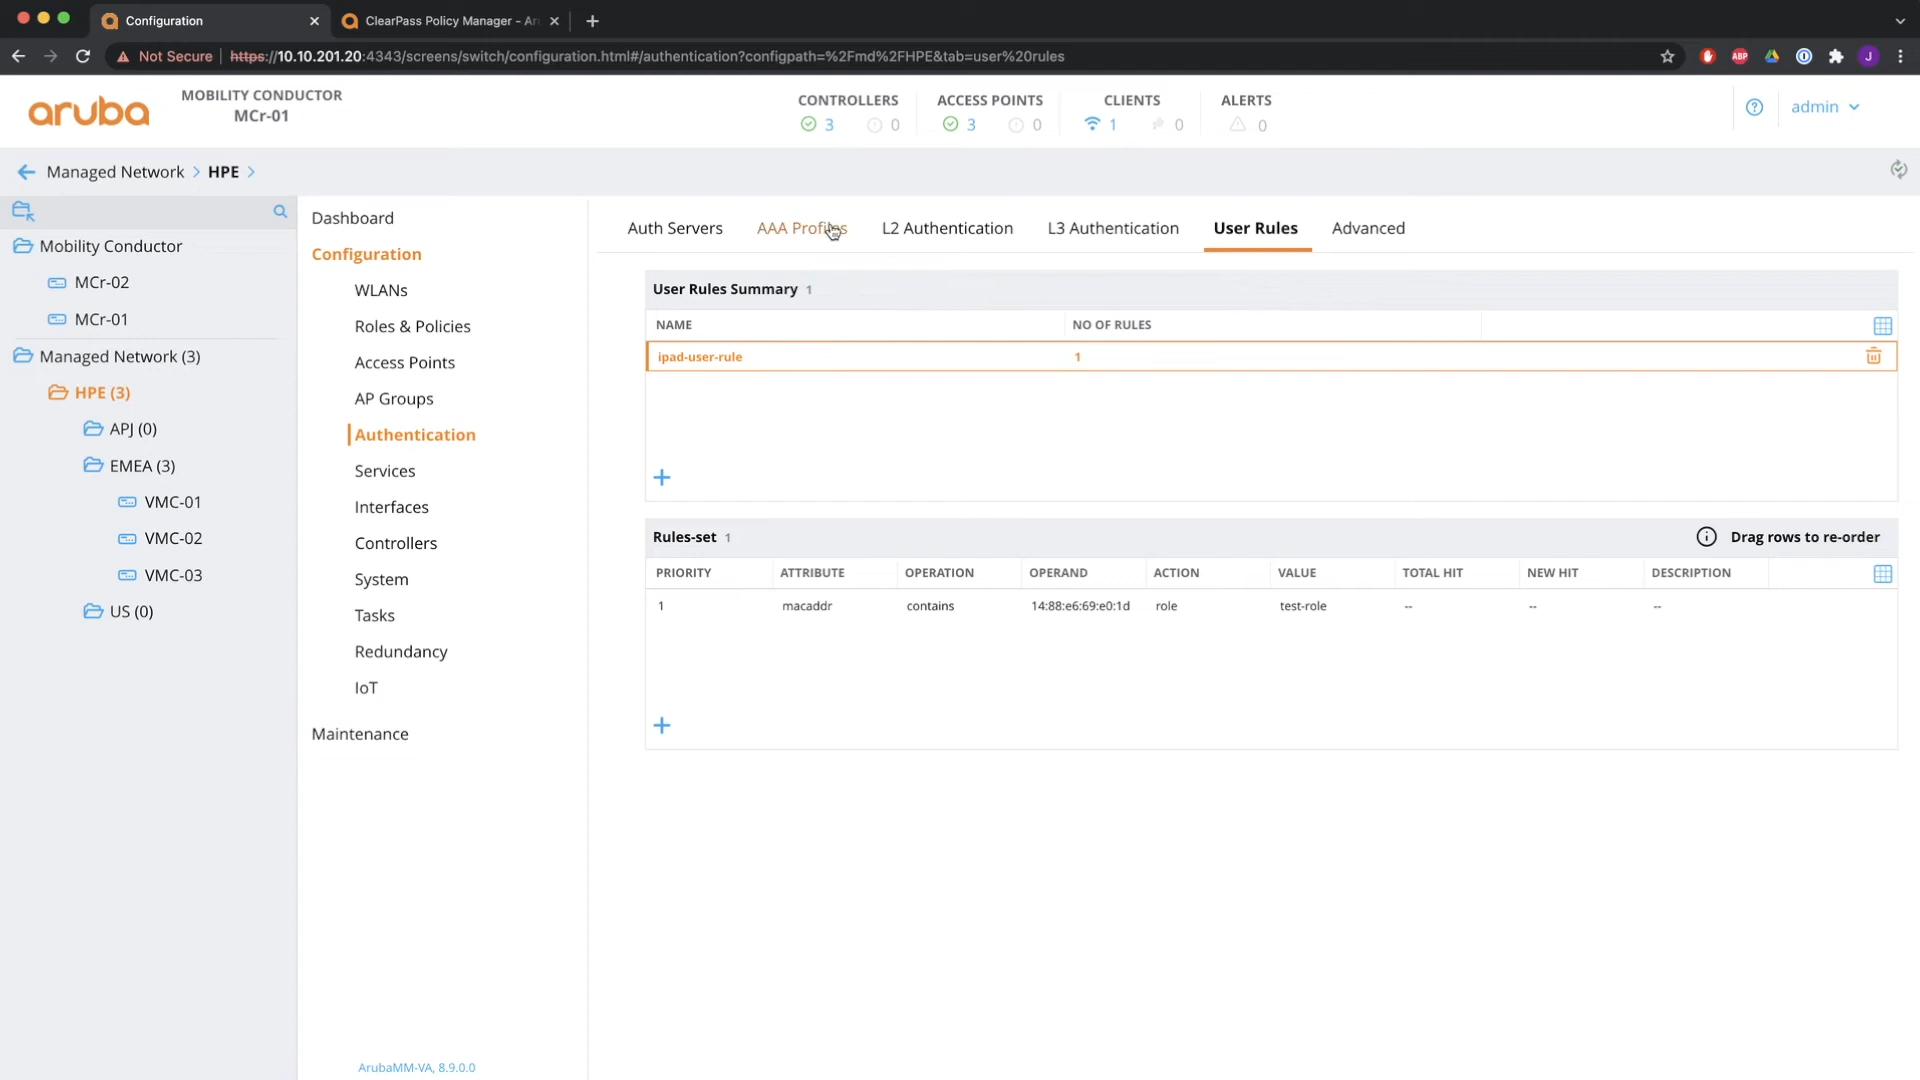 Configuration
ClearPass Policy Manager - Ar
Not Secure
https://10.10.201.20:4343/screens/switch/configuration.html#/authentication?configpath=%2Fmd%2FHPE&tab=user%20rules
ABP
J
aruba
MOBILITY CONDUCTOR
MCr-01
CONTROLLERS
3
0
ACCESS POINTS
3
0
CLIENTS
1
0
ALERTS
0
admin
Managed Network > HPE >
Mobility Conductor
MCr-02
MCr-01
Managed Network (3)
HPE (3)
APJ (0)
EMEA (3)
VMC-01
VMC-02
VMC-03
US (0)
Dashboard
Configuration
WLANs
Roles & Policies
Access Points
AP Groups
Authentication
Services
Interfaces
Controllers
System
Tasks
Redundancy
IoT
Maintenance
ArubaMM-VA, 8.9.0.0
Auth Servers
AAA Profiles
L2 Authentication
L3 Authentication
User Rules
Advanced
User Rules Summary 1
NAME
NO OF RULES
ipad-user-rule
1
Rules-set 1
Drag rows to re-order
PRIORITY
ATTRIBUTE
OPERATION
OPERAND
ACTION
VALUE
TOTAL HIT
NEW HIT
DESCRIPTION
1
macaddr
contains
14:88:e6:69:e0:1d
role
test-role
--
--
--